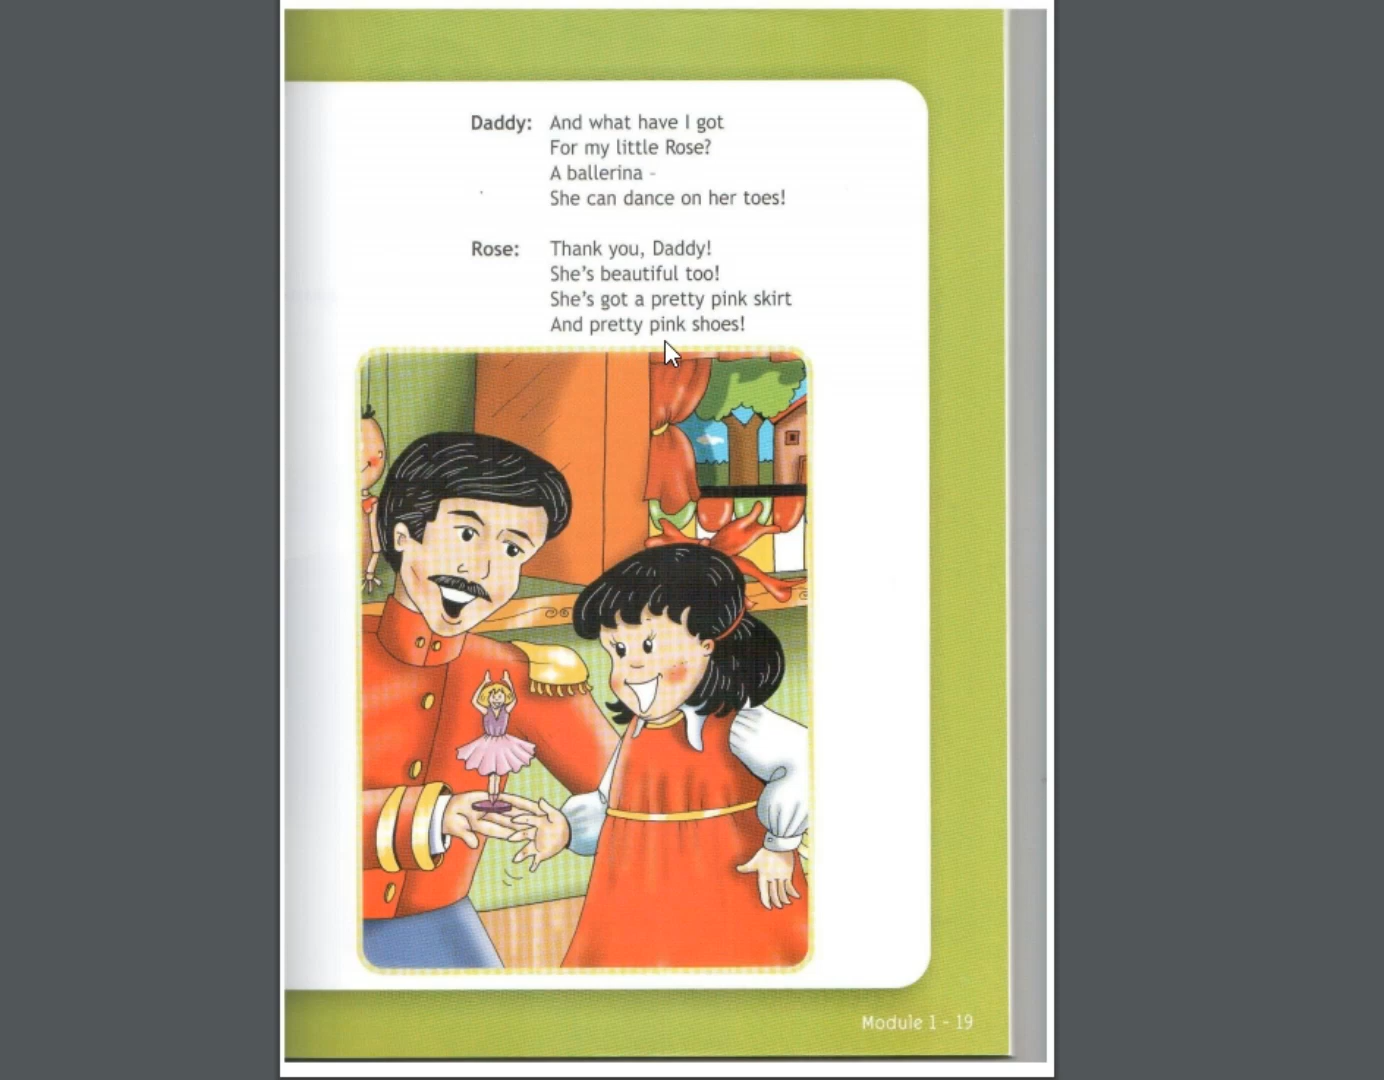 Daddy: And what have I got
For my little Rose?
A ballerina -
She can dance on her toes!
Rose: Thank you, Daddy!
She's beautiful too!
She's got a pretty pink skirt
And pretty pink shoes!
Module 1 - 19